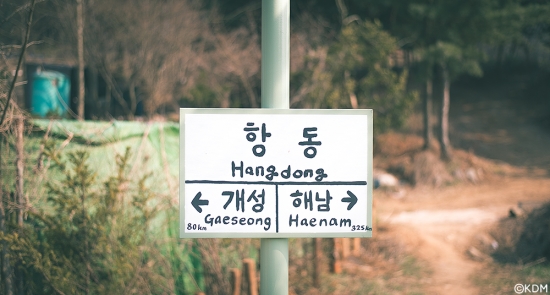 항 동
Hangdong
← 개성 해남 →
Gaeseong Haenam
80km 325km
©KDM